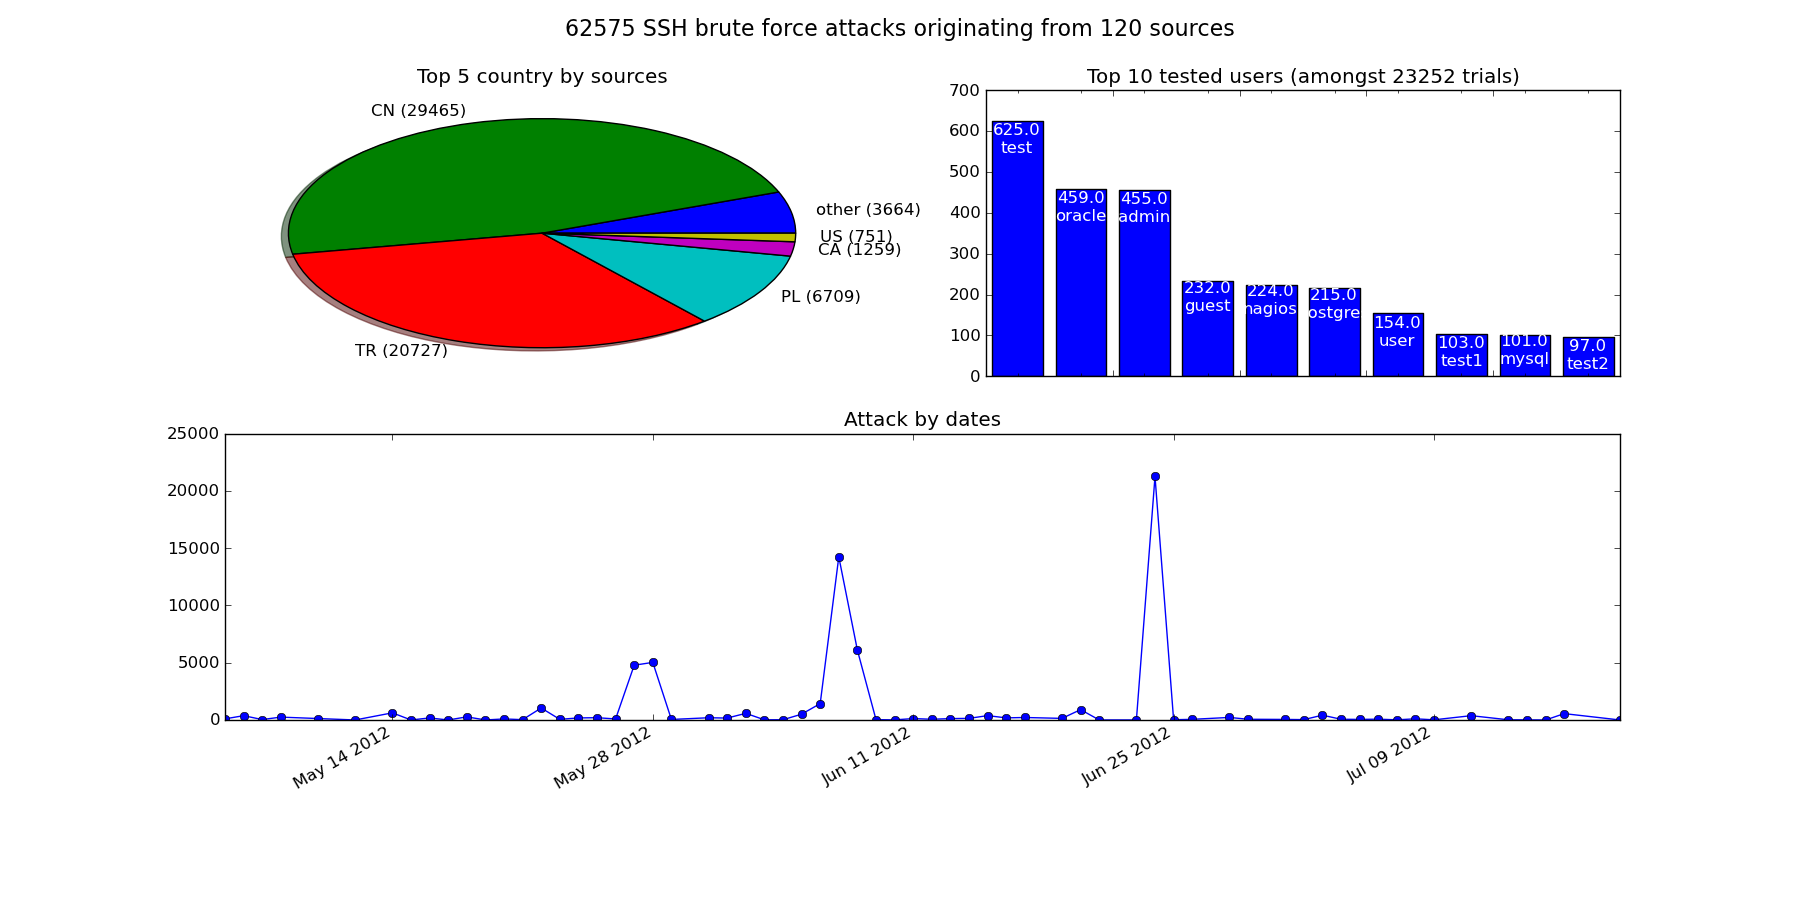 62575 SSH brute force attacks originating from 120 sources
Top 5 country by sources
CN (29465)
other (3664)
US (751)
CA (1259)
PL (6709)
TR (20727)
Top 10 tested users (amongst 23252 trials)
700
600
500
400
300
200
100
0
625.0
test
459.0
oracle
455.0
admin
232.0
guest
224.0
nagios
215.0
ostgre
154.0
user
103.0
test1
101.0
mysql
97.0
test2
Attack by dates
25000
20000
15000
10000
5000
0
May 14 2012
May 28 2012
Jun 11 2012
Jun 25 2012
Jul 09 2012